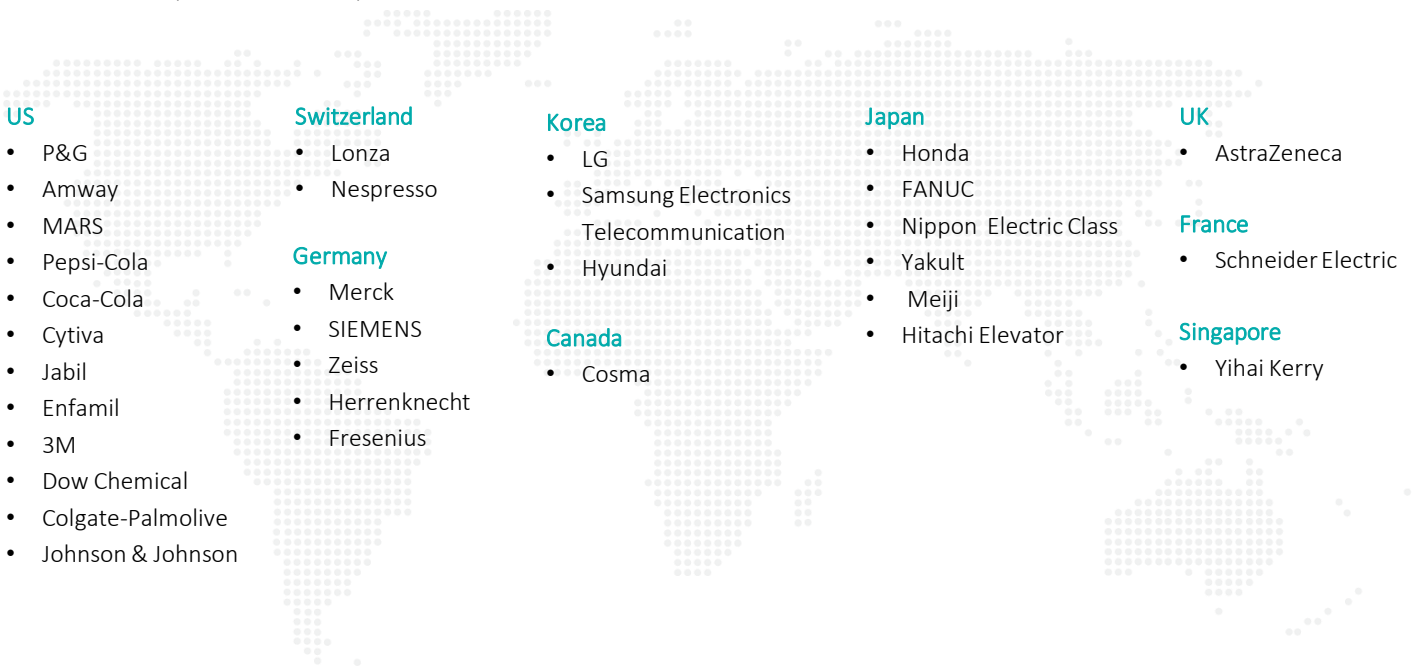 US
• P&G
• Amway
• MARS
• Pepsi-Cola
• Coca-Cola
• Cytiva
• Jabil
• Enfamil
• 3M
• Dow Chemical
• Colgate-Palmolive
• Johnson & Johnson
Switzerland
• Lonza
• Nespresso
Germany
• Merck
• SIEMENS
• Zeiss
• Herrenknecht
• Fresenius
Korea
• LG
• Samsung Electronics
Telecommunication
• Hyundai
Canada
• Cosma
Japan
• Honda
• FANUC
• Nippon Electric Class
• Yakult
• Meiji
• Hitachi Elevator
UK
• AstraZeneca
France
• Schneider Electric
Singapore
• Yihai Kerry